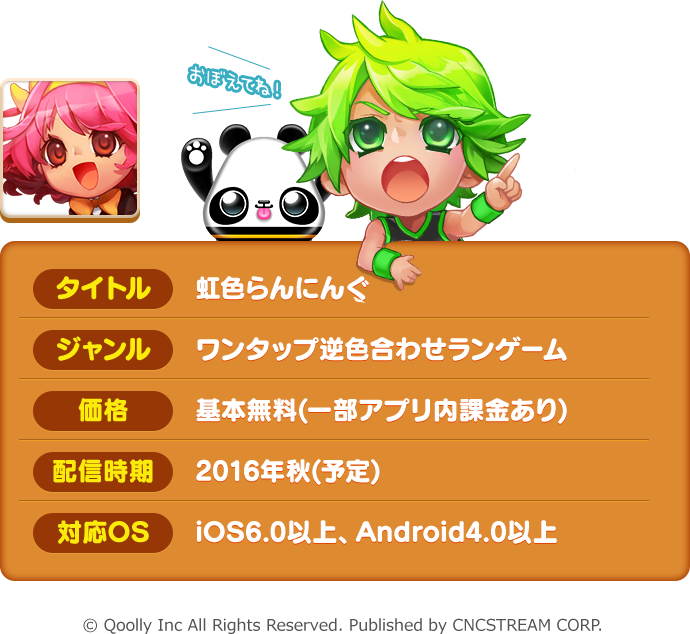 おぼえてね!
タイトル 虹色らんにんぐ
ジャンル ワンタップ逆色合わせランゲーム
価格 基本無料(一部アプリ内課金あり)
配信時期 2016年秋(予定)
対応OS iOS6.0以上、Android4.0以上
© Qoolly Inc All Rights Reserved. Published by CNCSTREAM CORP.